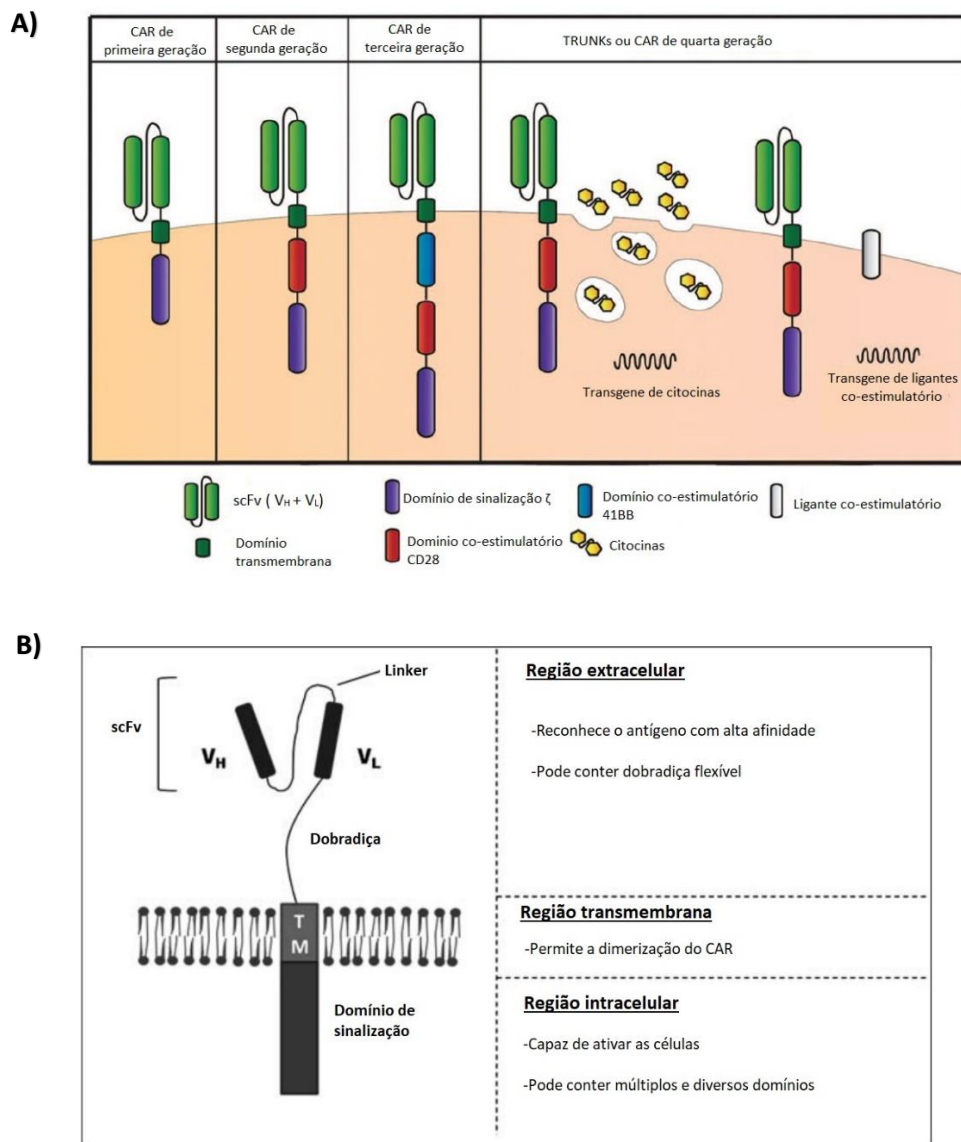 A)
CAR de
primeira geração
CAR de
segunda geração
CAR de
terceira geração
TRUNKs ou CAR de quarta geração
Transgene de citocinas
Transgene de ligantes
co-estimulatório
scFv ( VH + VL)
Domínio de sinalização ζ
Domínio co-estimulatório
41BB
Ligante co-estimulatório
Domínio
transmembrana
Dominio co-estimulatório
CD28
Citocinas
B)
Linker
scFv
VH
VL
Dobradiça
T
M
Domínio de
sinalização
Região extracelular
-Reconhece o antígeno com alta afinidade
-Pode conter dobradiça flexível
Região transmembrana
-Permite a dimerização do CAR
Região intracelular
-Capaz de ativar as células
-Pode conter múltiplos e diversos domínios